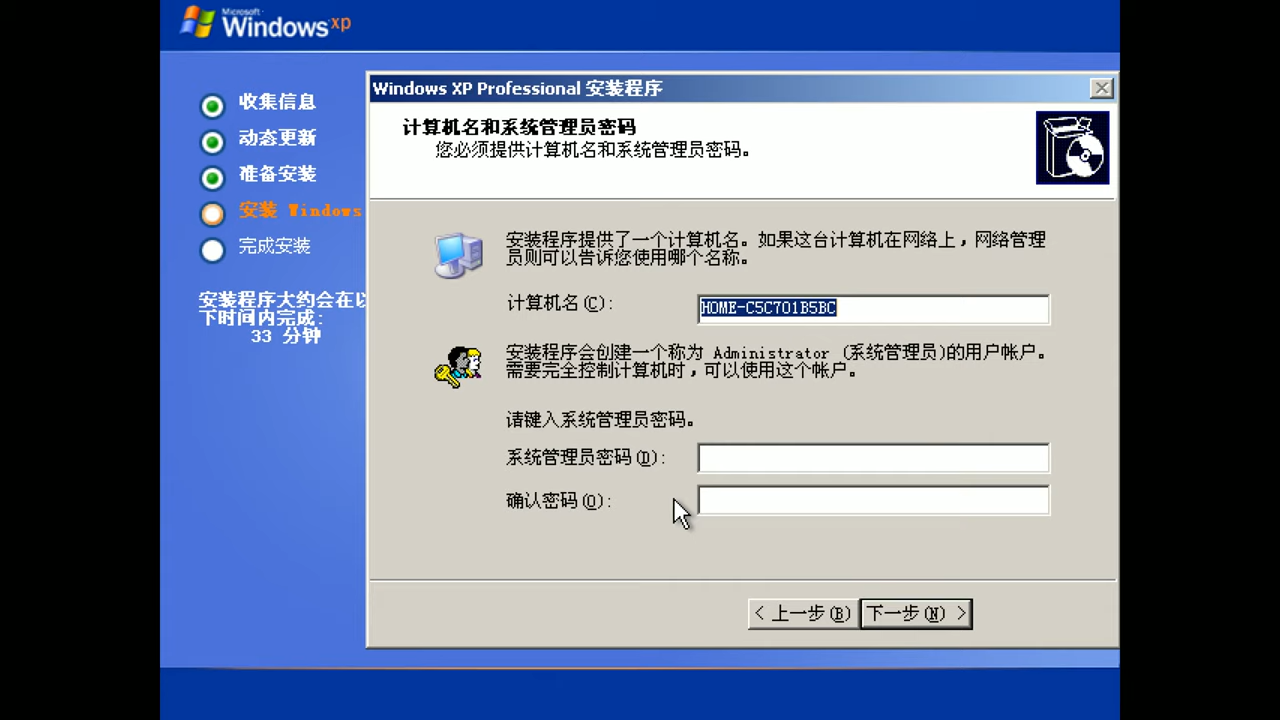 Microsoft
Windows xp
收集信息
动态更新
准备安装
安装 Windows
完成安装
安装程序大约会在以
下时间内完成:
33 分钟
Windows XP Professional 安装程序
计算机名和系统管理员密码
您必须提供计算机名和系统管理员密码。
安装程序提供了一个计算机名。如果这台计算机在网络上，网络管理
员则可以告诉您使用哪个名称。
计算机名(C): HOME-C5C701B5BC
安装程序会创建一个称为 Administrator (系统管理员)的用户帐户。
需要完全控制计算机时，可以使用这个帐户。
请键入系统管理员密码。
系统管理员密码(D):
确认密码(O):
< 上一步(B) 下一步(N) >